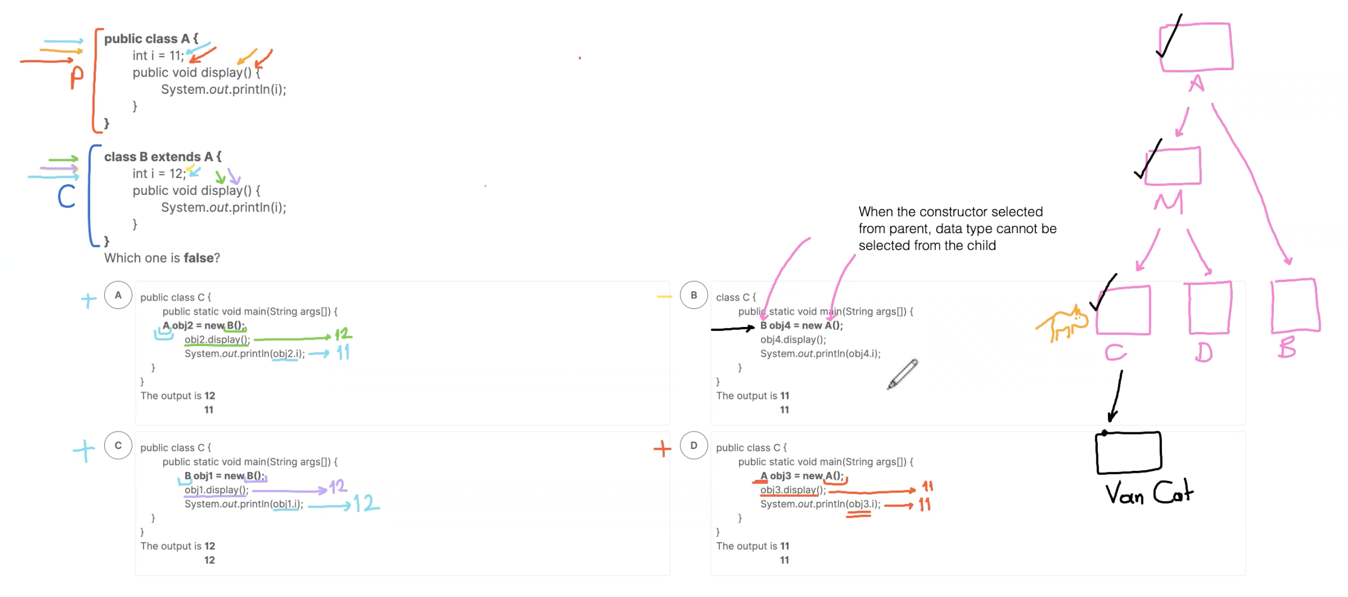 public class A {
int i = 11;
public void display() {
System.out.println(i);
}
}
P
class B extends A {
int i = 12;
public void display() {
System.out.println(i);
}
}
C
Which one is false?
When the constructor selected
from parent, data type cannot be
selected from the child
+
A
public class C {
public static void main(String args[]) {
A obj2 = new B();
obj2.display(); 12
System.out.println(obj2.i); 11
}
}
The output is 12
11
–
B
class C {
public static void main(String args[]) {
B obj4 = new A();
obj4.display();
System.out.println(obj4.i);
}
}
The output is 11
11
+
C
public class C {
public static void main(String args[]) {
B obj1 = new B();
obj1.display(); 12
System.out.println(obj1.i); 12
}
}
The output is 12
12
+
D
public class C {
public static void main(String args[]) {
A obj3 = new A();
obj3.display(); 11
System.out.println(obj3.i); 11
}
}
The output is 11
11
A
M
C D B
Van Cat